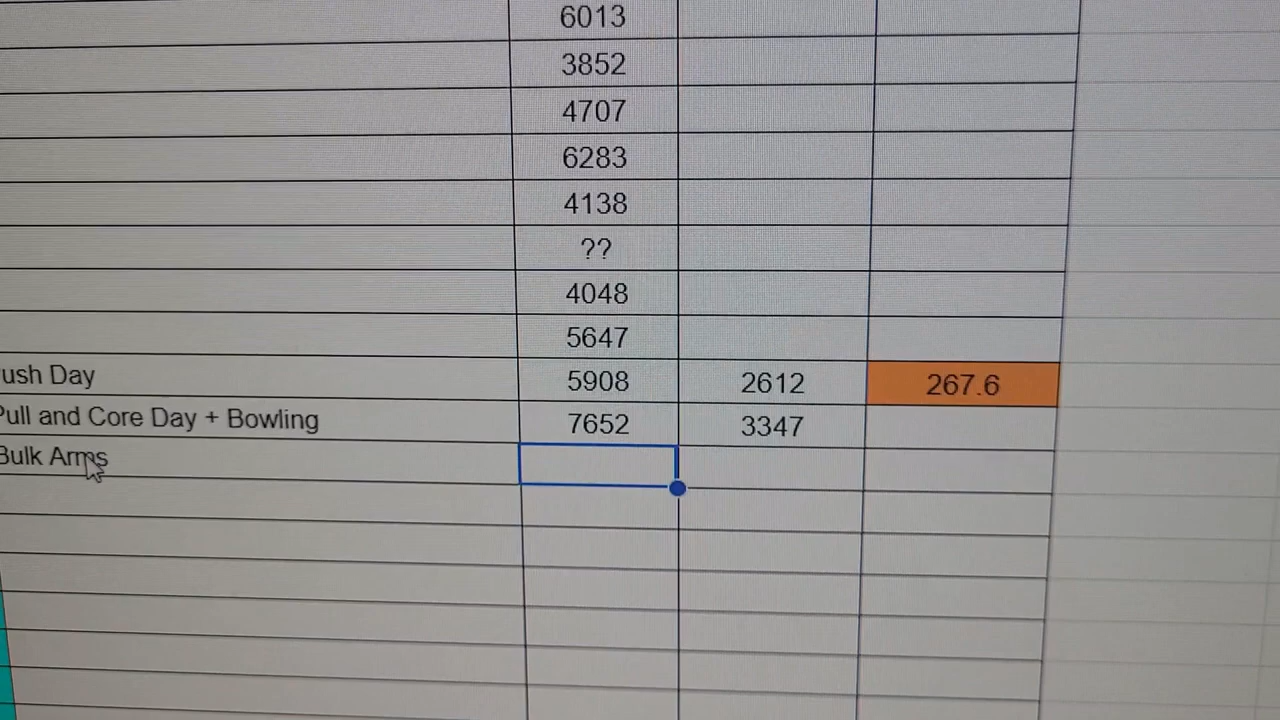 6013
3852
4707
6283
4138
??
4048
5647
ush Day 5908 2612 267.6
Pull and Core Day + Bowling 7652 3347
Bulk Arms